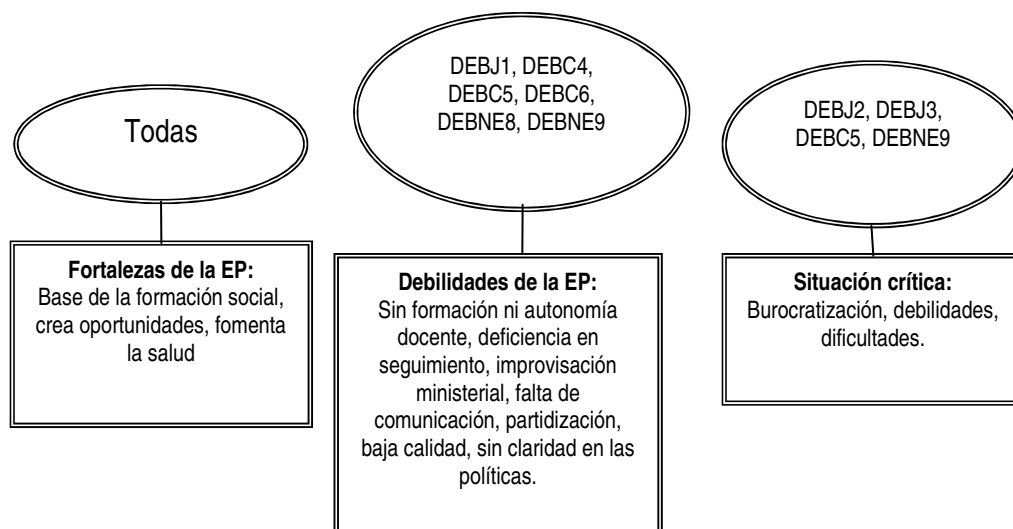 Todas
DEBJ1, DEBC4,
DEBC5, DEBC6,
DEBNE8, DEBNE9
DEBJ2, DEBJ3,
DEBC5, DEBNE9
Fortalezas de la EP:
Base de la formación social,
crea oportunidades, fomenta
la salud
Debilidades de la EP:
Sin formación ni autonomía
docente, deficiencia en
seguimiento, improvisación
ministerial, falta de
comunicación, partidización,
baja calidad, sin claridad en las
políticas.
Situación crítica:
Burocratización, debilidades,
dificultades.